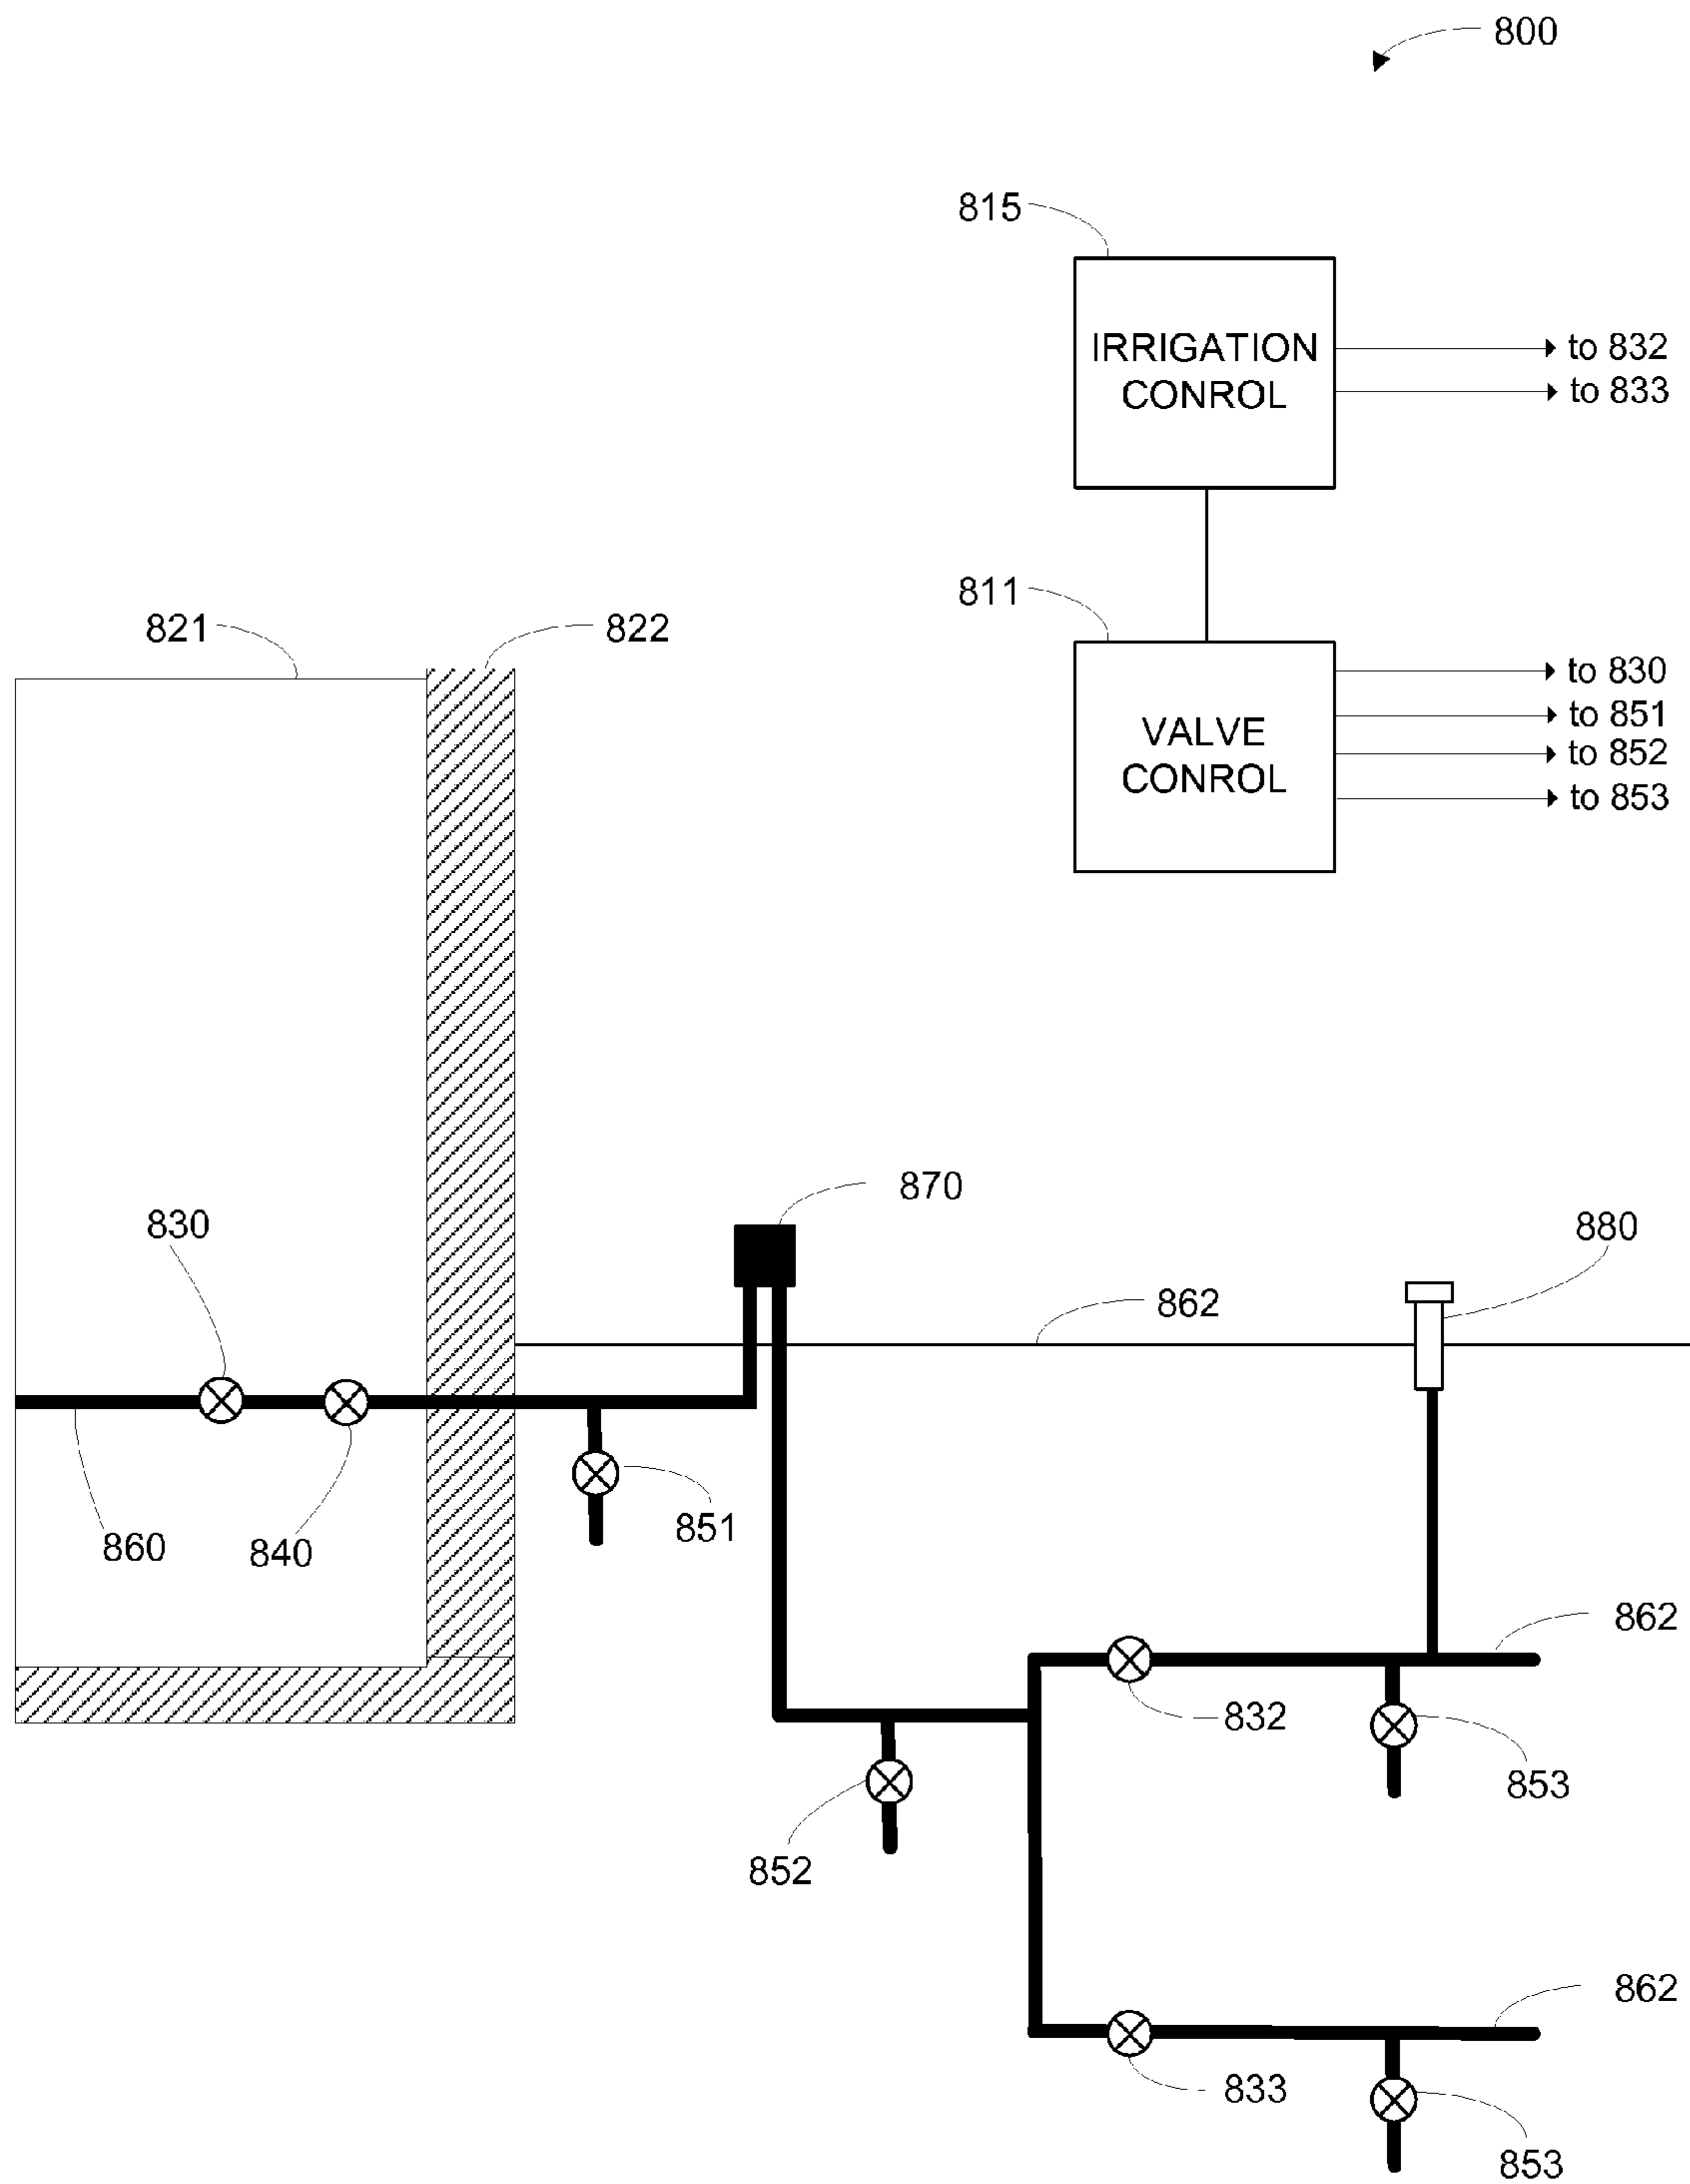 800
815
IRRIGATION
CONROL
to 832
to 833
811
VALVE
CONROL
to 830
to 851
to 852
to 853
821
822
870
830
862
880
860
840
851
862
832
853
852
862
833
853